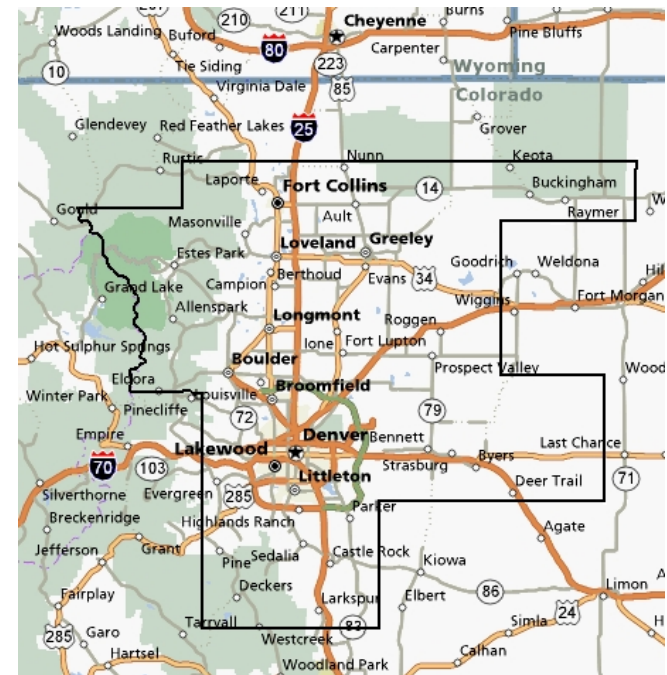 210
211
Burns
Cheyenne
Woods Landing
Buford
80
Pine Bluffs
Carpenter
10
Tie Siding
223
Wyoming
Virginia Dale
85
Colorado
Glendevey
Red Feather Lakes
25
Grover
Rustic
Nunn
Keota
Laporte
Fort Collins
14
Buckingham
Gould
Masonville
Ault
Raymer
Loveland
Greeley
Estes Park
Goodrich
Weldona
Campion
Berthoud
Evans
34
Grand Lake
Wiggins
Fort Morgan
Allenspark
Longmont
Roggen
Hot Sulphur Springs
Ione
Fort Lupton
Boulder
Prospect Valley
Eldora
Louisville
Broomfield
Winter Park
Pinecliffe
72
79
Empire
Lakewood
Denver
Bennett
Last Chance
70
103
Strasburg
Byers
Littleton
71
Silverthorne
Evergreen
285
Deer Trail
Breckenridge
Highlands Ranch
Parker
Agate
Jefferson
Grant
Pine
Sedalia
Castle Rock
Kiowa
Deckers
86
Limon
Fairplay
Larkspur
Elbert
24
285
Garo
Tarryall
83
Simla
Westcreek
Hartsel
Calhan
Woodland Park